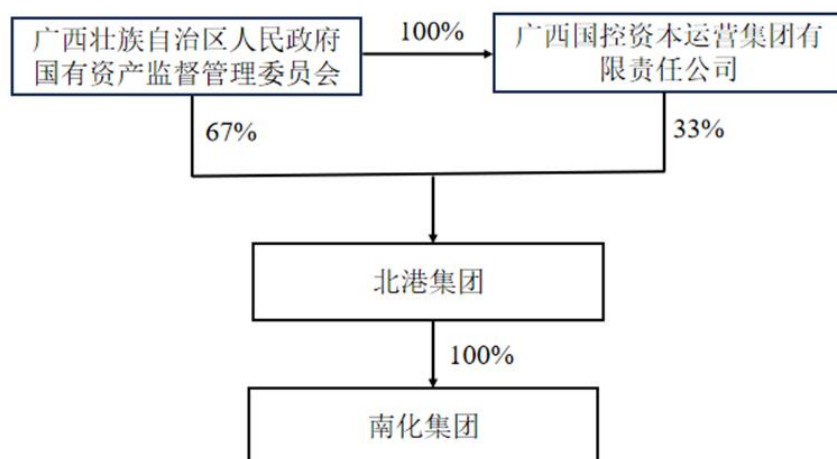 广西壮族自治区人民政府
国有资产监督管理委员会
100%
广西国控资本运营集团有
限责任公司
67%
33%
北港集团
100%
南化集团